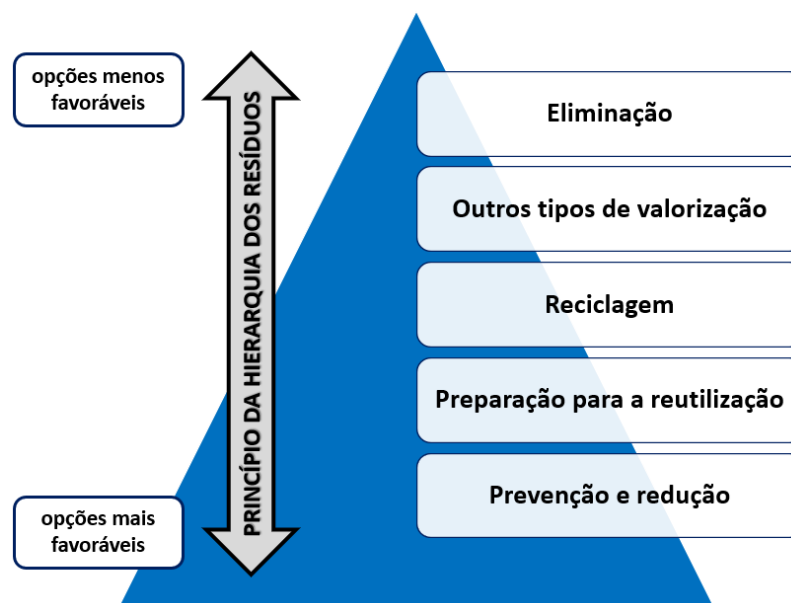 opções menos
favoráveis
PRINCÍPIO DA HIERARQUIA DOS RESÍDUOS
Eliminação
Outros tipos de valorização
Reciclagem
Preparação para a reutilização
Prevenção e redução
opções mais
favoráveis